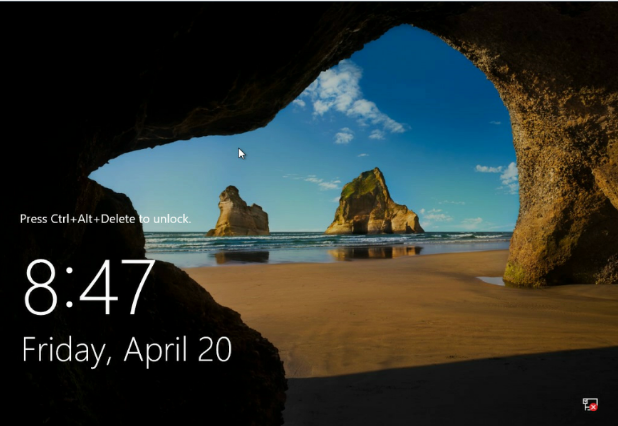 Press Ctrl+Alt+Delete to unlock.
8:47
Friday, April 20